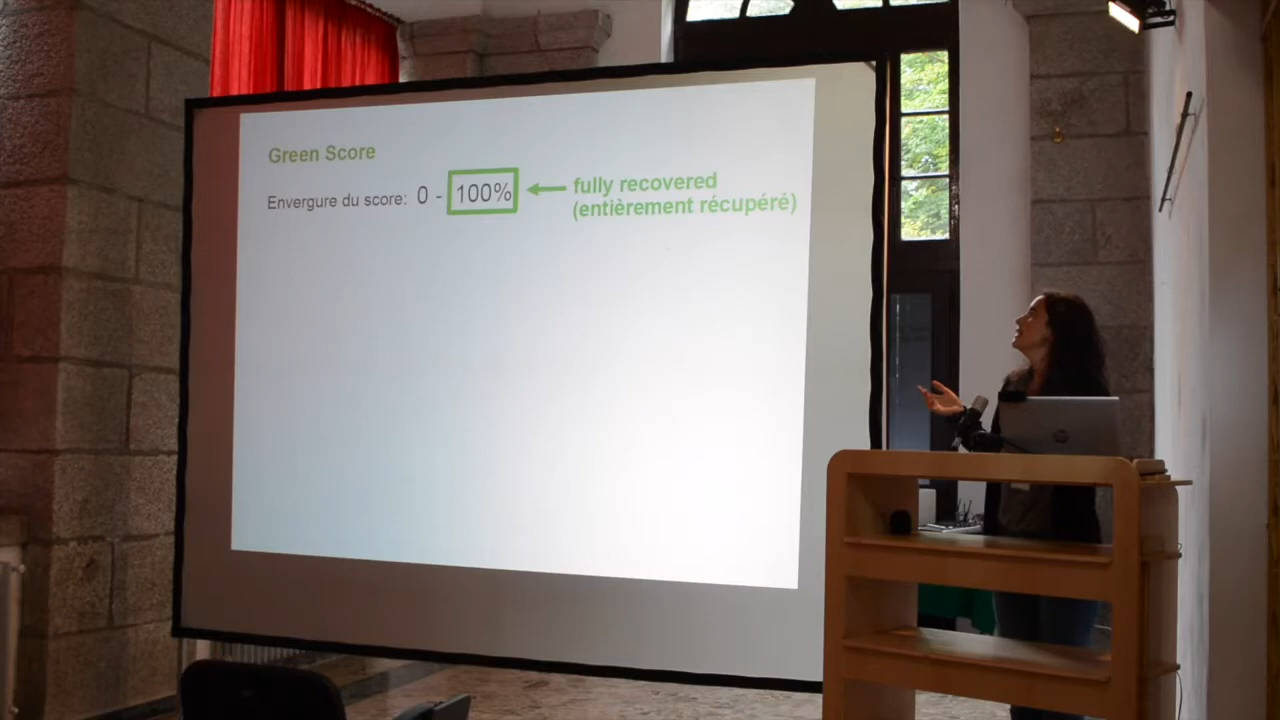 Green Score
Envergure du score: 0 - 100%
fully recovered
(entièrement récupéré)